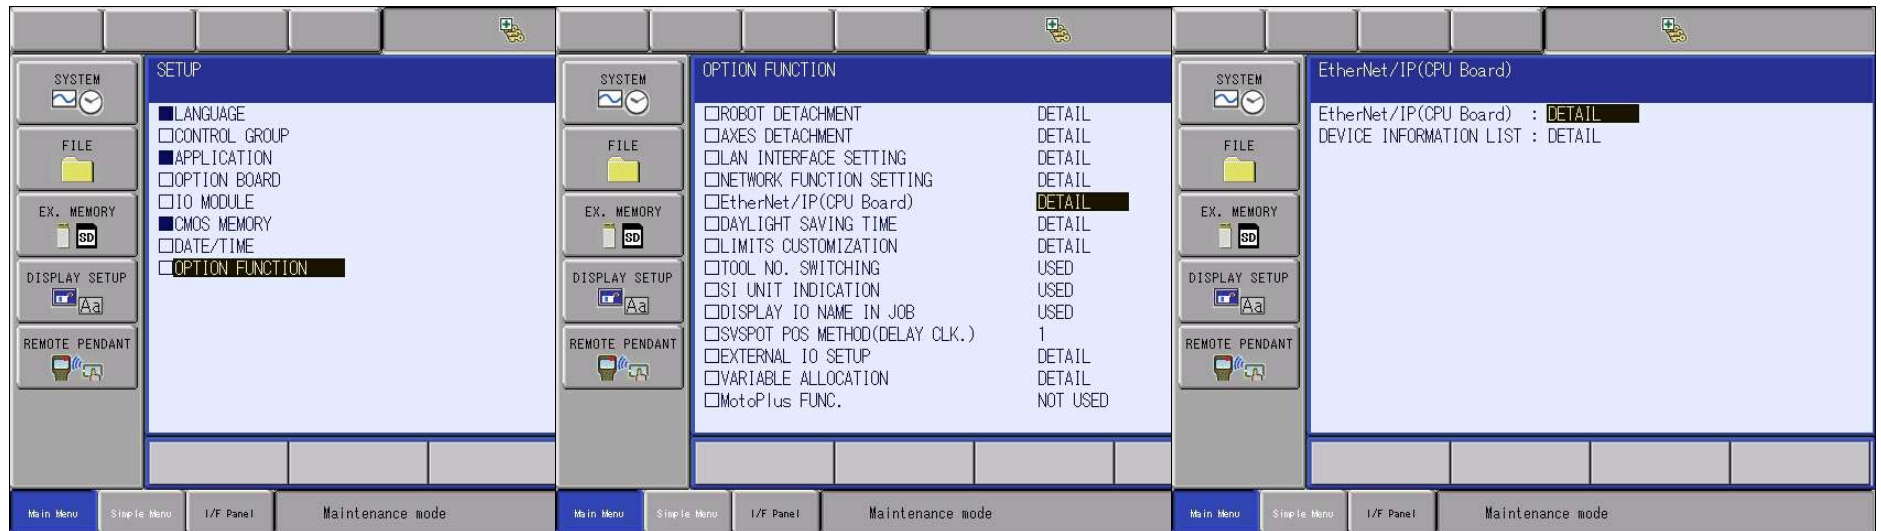 SYSTEM
FILE
EX. MEMORY
SD
DISPLAY SETUP
Aa
REMOTE PENDANT
SETUP
LANGUAGE
CONTROL GROUP
APPLICATION
OPTION BOARD
IO MODULE
CMOS MEMORY
DATE/TIME
OPTION FUNCTION
Main Menu
Simple Menu
I/F Panel
Maintenance mode
SYSTEM
FILE
EX. MEMORY
SD
DISPLAY SETUP
Aa
REMOTE PENDANT
OPTION FUNCTION
ROBOT DETACHMENT DETAIL
AXES DETACHMENT DETAIL
LAN INTERFACE SETTING DETAIL
NETWORK FUNCTION SETTING DETAIL
EtherNet/IP(CPU Board) DETAIL
DAYLIGHT SAVING TIME DETAIL
LIMITS CUSTOMIZATION DETAIL
TOOL NO. SWITCHING USED
SI UNIT INDICATION USED
DISPLAY IO NAME IN JOB USED
SVSPOT POS METHOD(DELAY CLK.) 1
EXTERNAL IO SETUP DETAIL
VARIABLE ALLOCATION DETAIL
MotoPlus FUNC. NOT USED
Main Menu
Simple Menu
I/F Panel
Maintenance mode
SYSTEM
FILE
EX. MEMORY
SD
DISPLAY SETUP
Aa
REMOTE PENDANT
EtherNet/IP(CPU Board)
EtherNet/IP(CPU Board) : DETAIL
DEVICE INFORMATION LIST : DETAIL
Main Menu
Simple Menu
I/F Panel
Maintenance mode